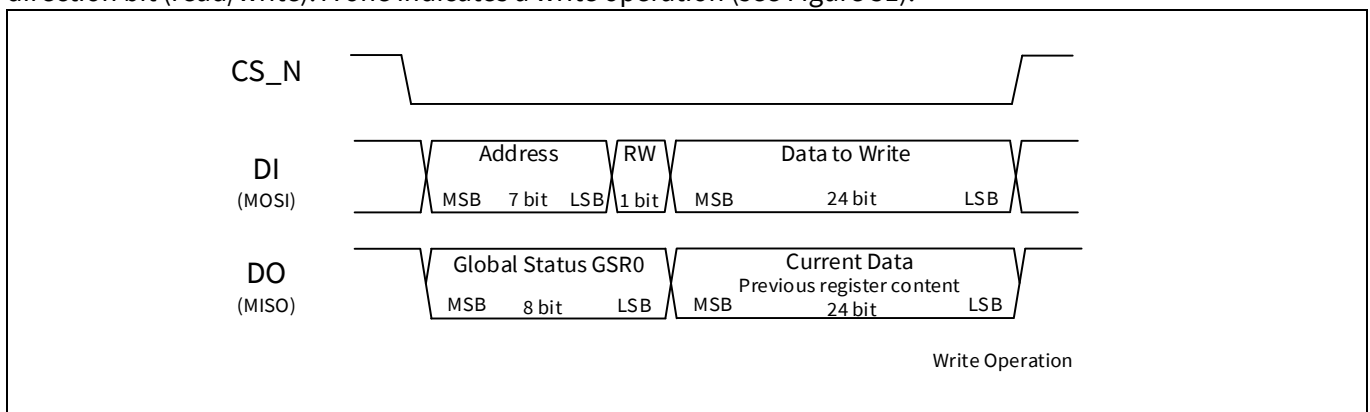 direction bit (read/write). A one indicates a write operation (see Figure 31).
CS_N
DI
(MOSI)
Address
RW
Data to Write
MSB 7 bit LSB
1 bit
MSB 24 bit LSB
DO
(MISO)
Global Status GSR0
Current Data
Previous register content
MSB 8 bit LSB
MSB 24 bit LSB
Write Operation